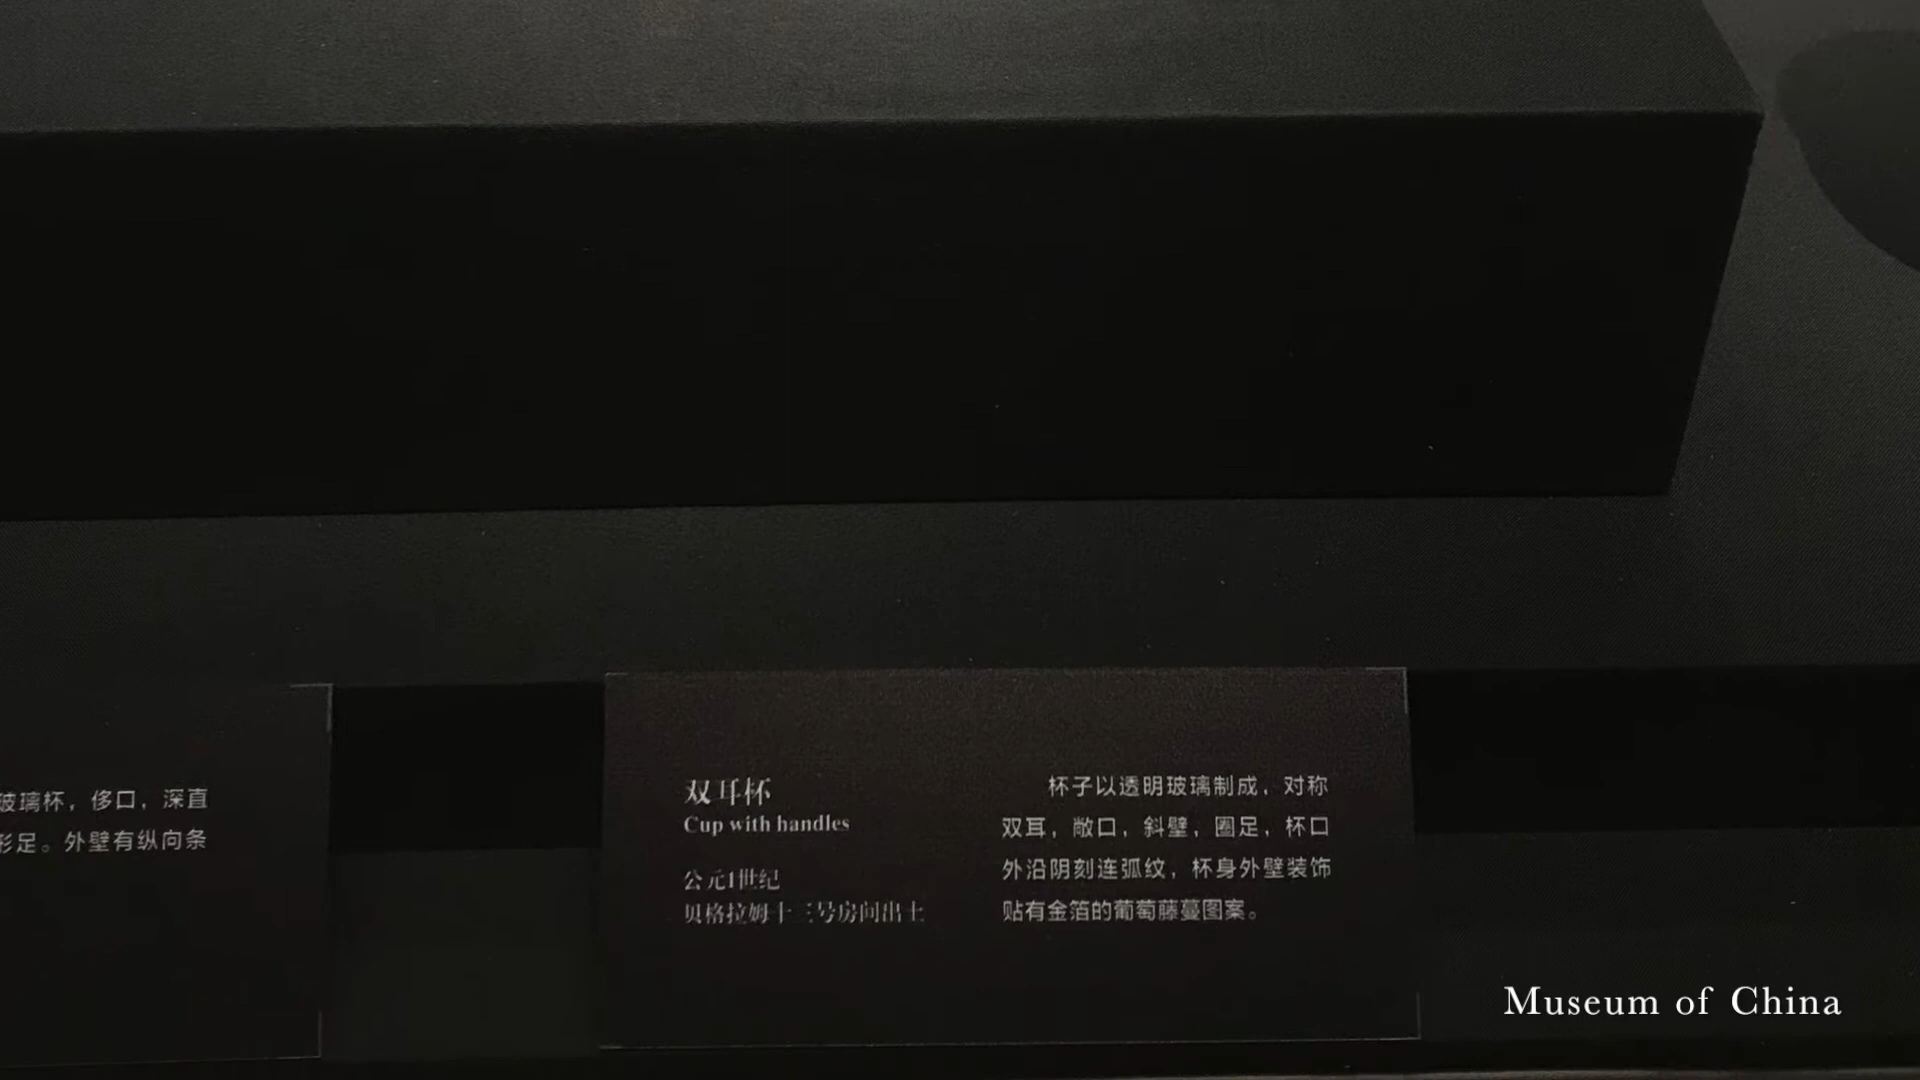 玻璃杯，侈口，深直
形足。外壁有纵向条
双耳杯
Cup with handles
公元1世纪
贝格拉姆十三号房间出土
杯子以透明玻璃制成，对称
双耳，敞口，斜壁，圈足，杯口
外沿阴刻连弧纹，杯身外壁装饰
贴有金箔的葡萄藤蔓图案。
Museum of China